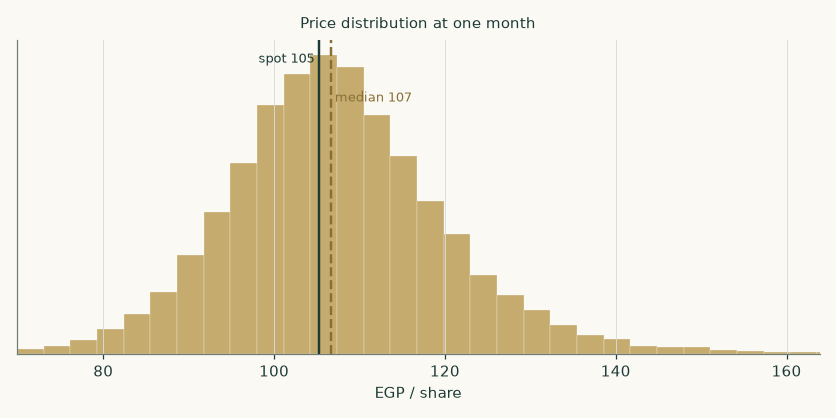 Price distribution at one month
spot 105
median 107
80
100
120
140
160
EGP / share